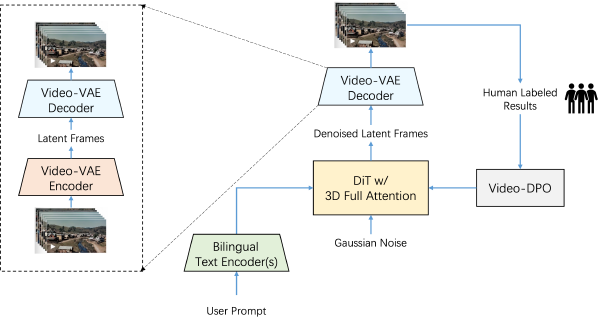 Video-VAE
Decoder
Latent Frames
Video-VAE
Encoder
Video-VAE
Decoder
Denoised Latent Frames
DiT w/
3D Full Attention
Gaussian Noise
Bilingual
Text Encoder(s)
User Prompt
Human Labeled
Results
Video-DPO